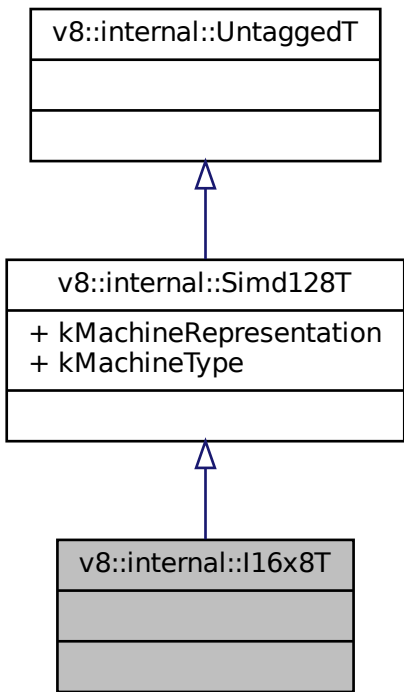 v8::internal::UntaggedT
v8::internal::Simd128T
+ kMachineRepresentation
+ kMachineType
v8::internal::I16x8T